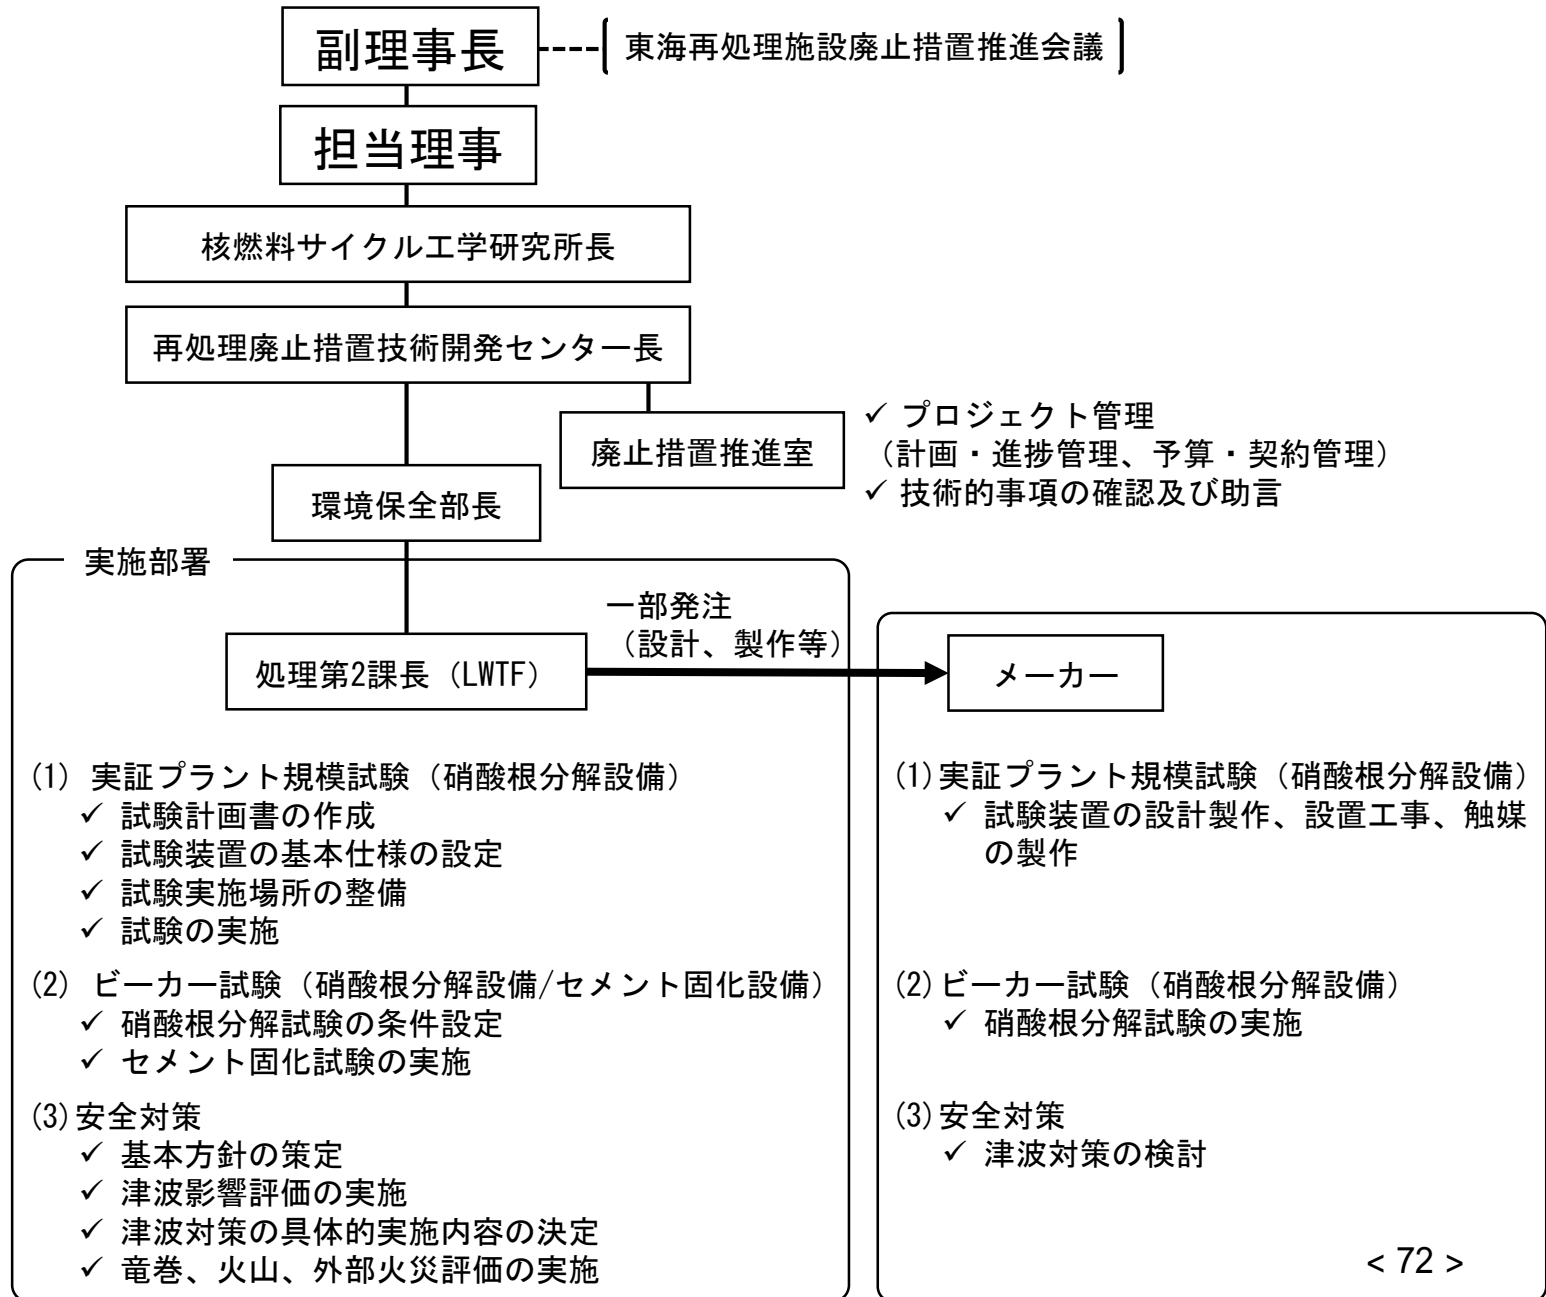 副理事長
東海再処理施設廃止措置推進会議
担当理事
核燃料サイクル工学研究所長
再処理廃止措置技術開発センター長
廃止措置推進室
✓ プロジェクト管理
（計画・進捗管理、予算・契約管理）
✓ 技術的事項の確認及び助言
環境保全部長
実施部署
一部発注
（設計、製作等）
処理第2課長（LWTF）
メーカー
(1) 実証プラント規模試験（硝酸根分解設備）
✓ 試験計画書の作成
✓ 試験装置の基本仕様の設定
✓ 試験実施場所の整備
✓ 試験の実施
(2) ビーカー試験（硝酸根分解設備/セメント固化設備）
✓ 硝酸根分解試験の条件設定
✓ セメント固化試験の実施
(3)安全対策
✓ 基本方針の策定
✓ 津波影響評価の実施
✓ 津波対策の具体的実施内容の決定
✓ 竜巻、火山、外部火災評価の実施
(1)実証プラント規模試験（硝酸根分解設備）
✓ 試験装置の設計製作、設置工事、触媒
の製作
(2)ビーカー試験（硝酸根分解設備）
✓ 硝酸根分解試験の実施
(3)安全対策
✓ 津波対策の検討
< 72 >